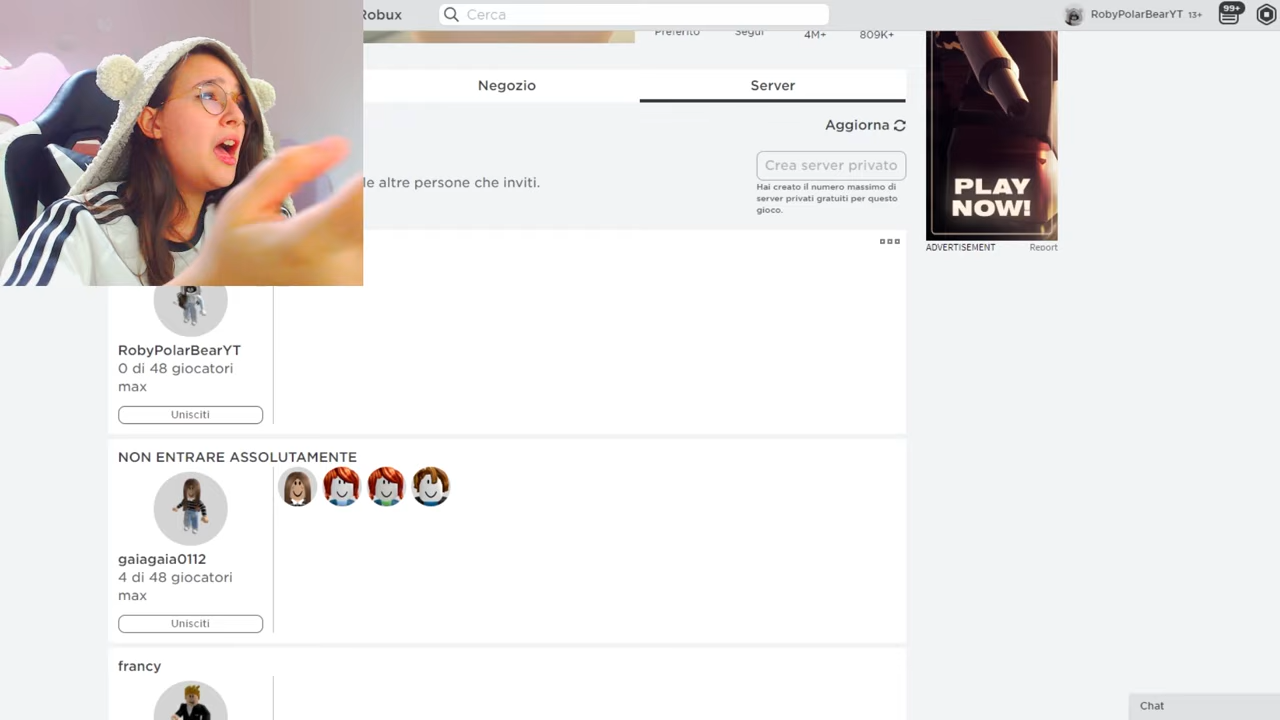 Robux
Cerca
RobyPolarBearYT 13+
99+
Preferito
Segui
4M+
809K+
Negozio
Server
Aggiorna
Crea server privato
le altre persone che inviti.
Hai creato il numero massimo di
server privati gratuiti per questo
gioco.
PLAY
NOW!
ADVERTISEMENT
Report
RobyPolarBearYT
0 di 48 giocatori
max
Unisciti
NON ENTRARE ASSOLUTAMENTE
gaiagaia0112
4 di 48 giocatori
max
Unisciti
francy
Chat